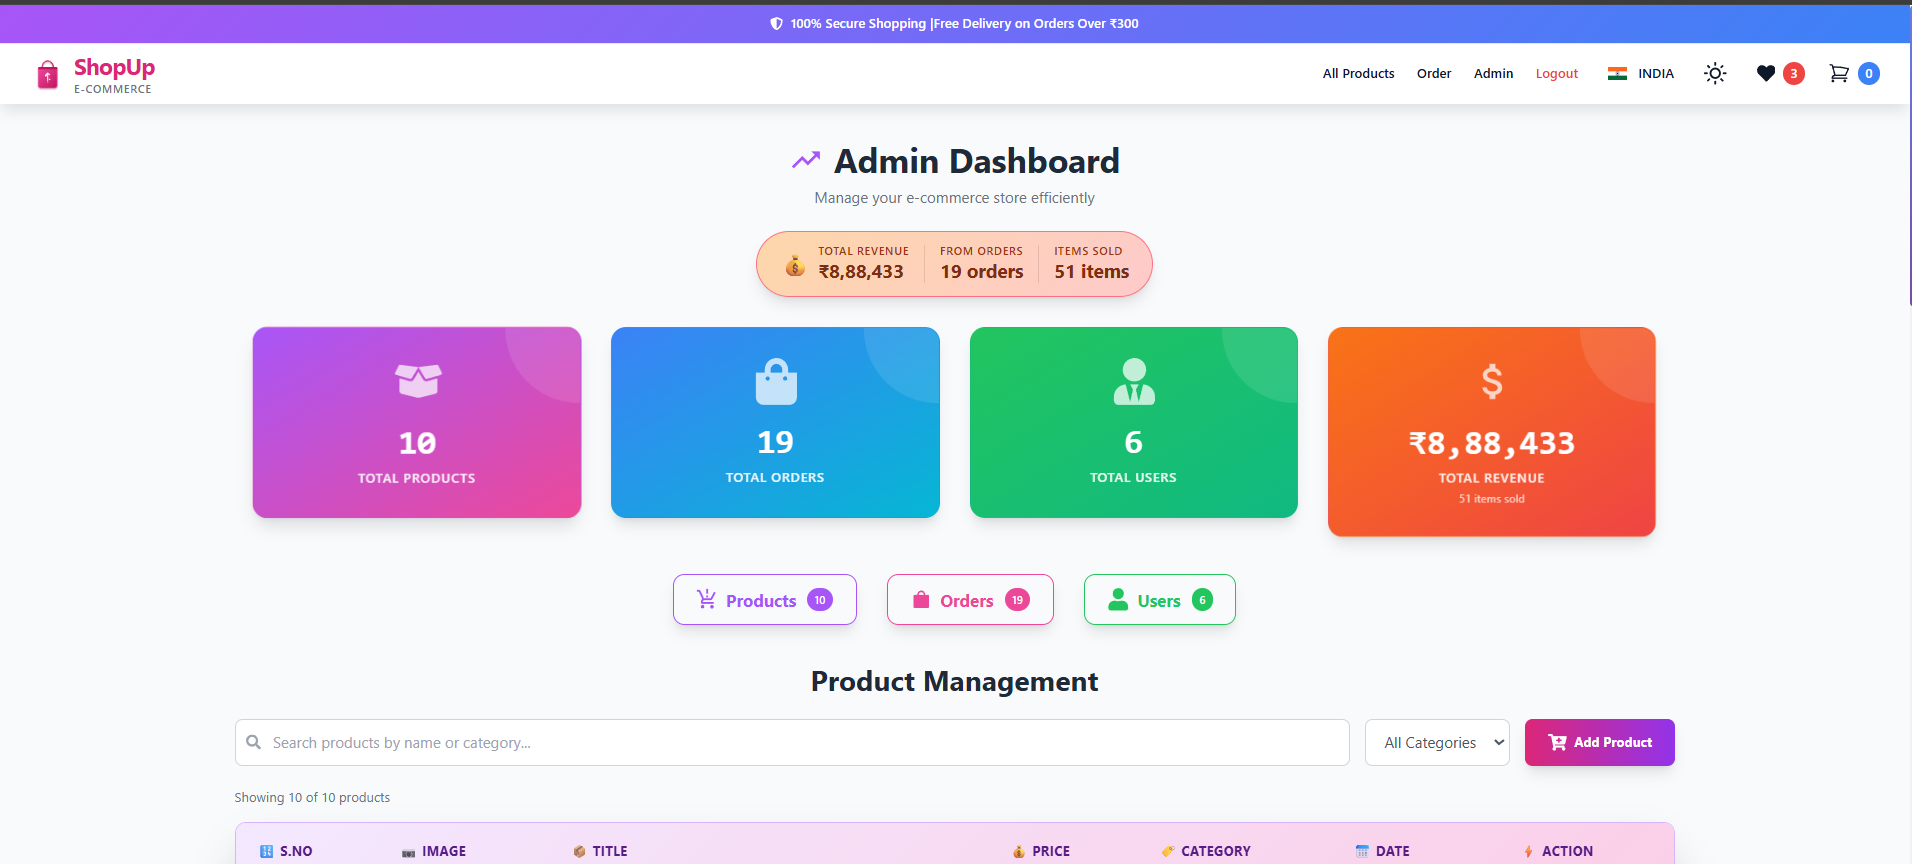 100% Secure Shopping |Free Delivery on Orders Over ₹300
ShopUp
E-COMMERCE
All Products
Order
Admin
Logout
INDIA
3
0
Admin Dashboard
Manage your e-commerce store efficiently
TOTAL REVENUE
₹8,88,433
FROM ORDERS
19 orders
ITEMS SOLD
51 items
10
TOTAL PRODUCTS
19
TOTAL ORDERS
6
TOTAL USERS
$
₹8,88,433
TOTAL REVENUE
51 items sold
Products 10
Orders 19
Users 6
Product Management
Search products by name or category...
All Categories
Add Product
Showing 10 of 10 products
S.NO
IMAGE
TITLE
PRICE
CATEGORY
DATE
ACTION